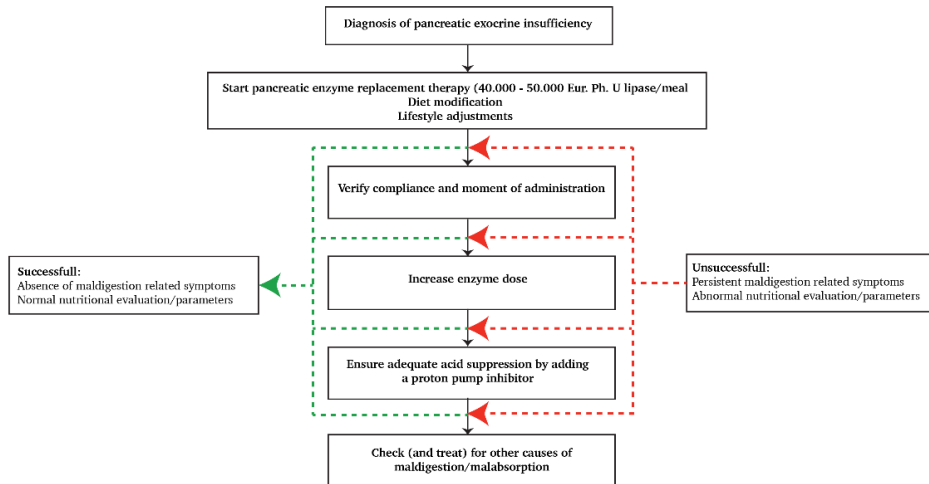 Diagnosis of pancreatic exocrine insufficiency
Start pancreatic enzyme replacement therapy (40.000 - 50.000 Eur. Ph. U lipase/meal
Diet modification
Lifestyle adjustments
Verify compliance and moment of administration
Increase enzyme dose
Successfull:
Absence of maldigestion related symptoms
Normal nutritional evaluation/parameters
Unsuccessfull:
Persistent maldigestion related symptoms
Abnormal nutritional evaluation/parameters
Ensure adequate acid suppression by adding
a proton pump inhibitor
Check (and treat) for other causes of
maldigestion/malabsorption